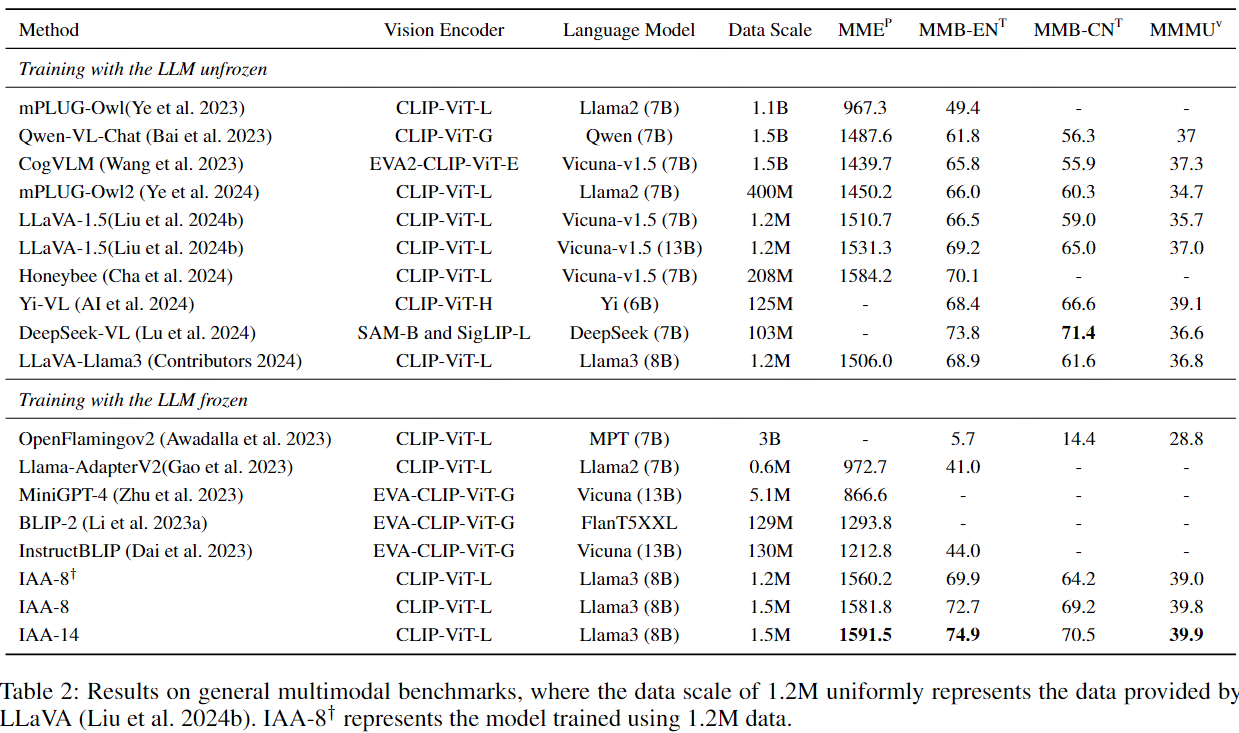 Method Vision Encoder Language Model Data Scale MMEᴾ MMB-ENᵀ MMB-CNᵀ MMMUᵛ
Training with the LLM unfrozen
mPLUG-Owl(Ye et al. 2023) CLIP-ViT-L Llama2 (7B) 1.1B 967.3 49.4 - -
Qwen-VL-Chat (Bai et al. 2023) CLIP-ViT-G Qwen (7B) 1.5B 1487.6 61.8 56.3 37
CogVLM (Wang et al. 2023) EVA2-CLIP-ViT-E Vicuna-v1.5 (7B) 1.5B 1439.7 65.8 55.9 37.3
mPLUG-Owl2 (Ye et al. 2024) CLIP-ViT-L Llama2 (7B) 400M 1450.2 66.0 60.3 34.7
LLaVA-1.5(Liu et al. 2024b) CLIP-ViT-L Vicuna-v1.5 (7B) 1.2M 1510.7 66.5 59.0 35.7
LLaVA-1.5(Liu et al. 2024b) CLIP-ViT-L Vicuna-v1.5 (13B) 1.2M 1531.3 69.2 65.0 37.0
Honeybee (Cha et al. 2024) CLIP-ViT-L Vicuna-v1.5 (7B) 208M 1584.2 70.1 - -
Yi-VL (AI et al. 2024) CLIP-ViT-H Yi (6B) 125M - 68.4 66.6 39.1
DeepSeek-VL (Lu et al. 2024) SAM-B and SigLIP-L DeepSeek (7B) 103M - 73.8 71.4 36.6
LLaVA-Llama3 (Contributors 2024) CLIP-ViT-L Llama3 (8B) 1.2M 1506.0 68.9 61.6 36.8
Training with the LLM frozen
OpenFlamingov2 (Awadalla et al. 2023) CLIP-ViT-L MPT (7B) 3B - 5.7 14.4 28.8
Llama-AdapterV2(Gao et al. 2023) CLIP-ViT-L Llama2 (7B) 0.6M 972.7 41.0 - -
MiniGPT-4 (Zhu et al. 2023) EVA-CLIP-ViT-G Vicuna (13B) 5.1M 866.6 - - -
BLIP-2 (Li et al. 2023a) EVA-CLIP-ViT-G FlanT5XXL 129M 1293.8 - - -
InstructBLIP (Dai et al. 2023) EVA-CLIP-ViT-G Vicuna (13B) 130M 1212.8 44.0 - -
IAA-8† CLIP-ViT-L Llama3 (8B) 1.2M 1560.2 69.9 64.2 39.0
IAA-8 CLIP-ViT-L Llama3 (8B) 1.5M 1581.8 72.7 69.2 39.8
IAA-14 CLIP-ViT-L Llama3 (8B) 1.5M 1591.5 74.9 70.5 39.9
Table 2: Results on general multimodal benchmarks, where the data scale of 1.2M uniformly represents the data provided by
LLaVA (Liu et al. 2024b). IAA-8† represents the model trained using 1.2M data.